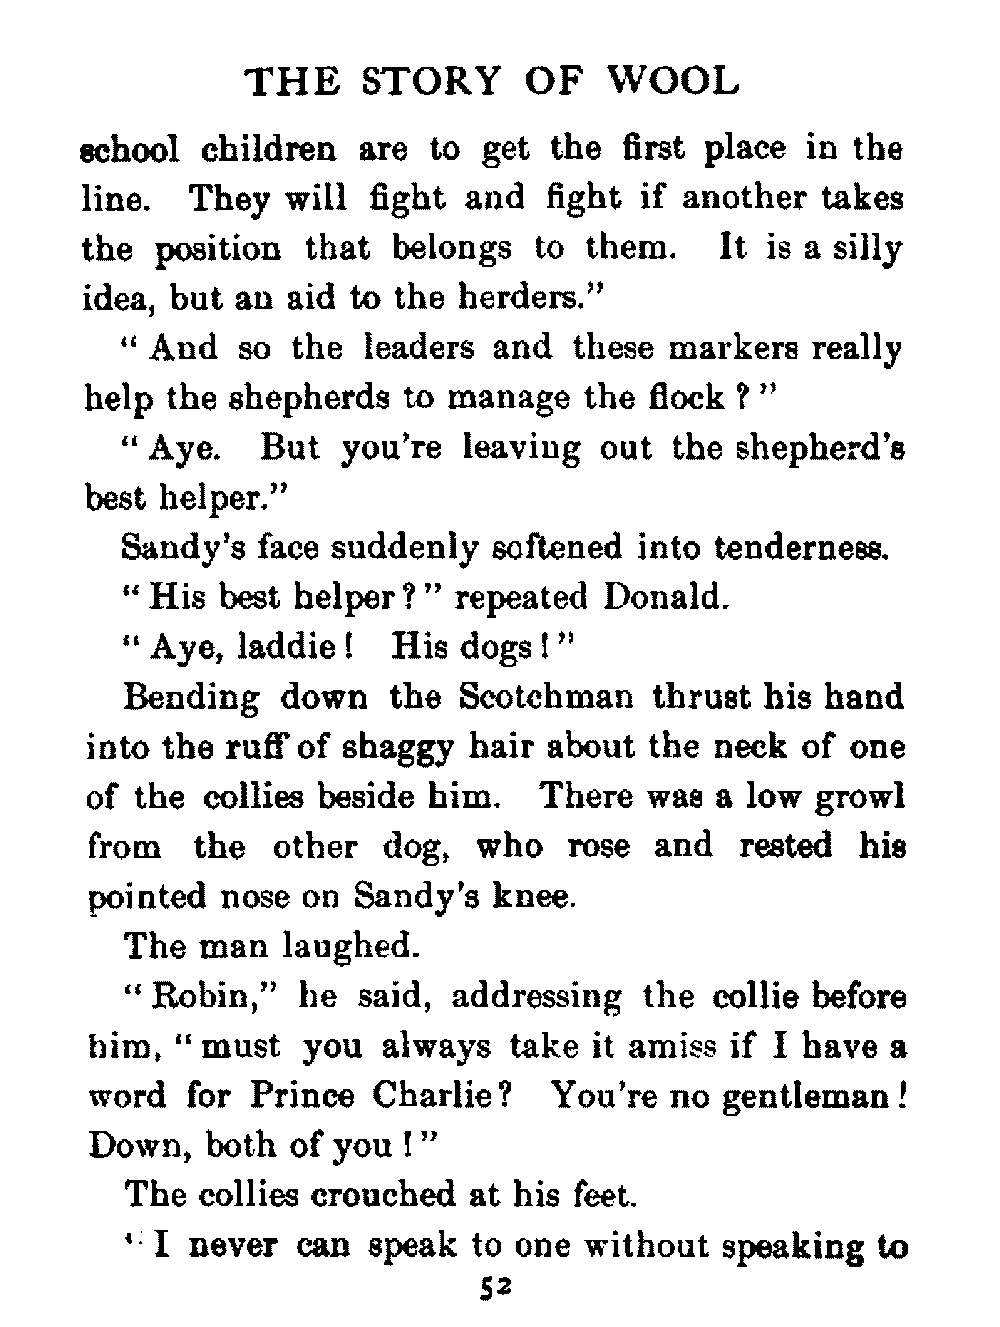 THE STORY OF WOOL
school children are to get the first place in the
line. They will fight and fight if another takes
the position that belongs to them. It is a silly
idea, but an aid to the herders."
"And so the leaders and these markers really
help the shepherds to manage the flock?"
"Aye. But you're leaving out the shepherd's
best helper."
Sandy's face suddenly softened into tenderness.
"His best helper?" repeated Donald.
"Aye, laddie! His dogs!"
Bending down the Scotchman thrust his hand
into the ruff of shaggy hair about the neck of one
of the collies beside him. There was a low growl
from the other dog, who rose and rested his
pointed nose on Sandy's knee.
The man laughed.
"Robin," he said, addressing the collie before
him, "must you always take it amiss if I have a
word for Prince Charlie? You're no gentleman!
Down, both of you!"
The collies crouched at his feet.
"I never can speak to one without speaking to
52